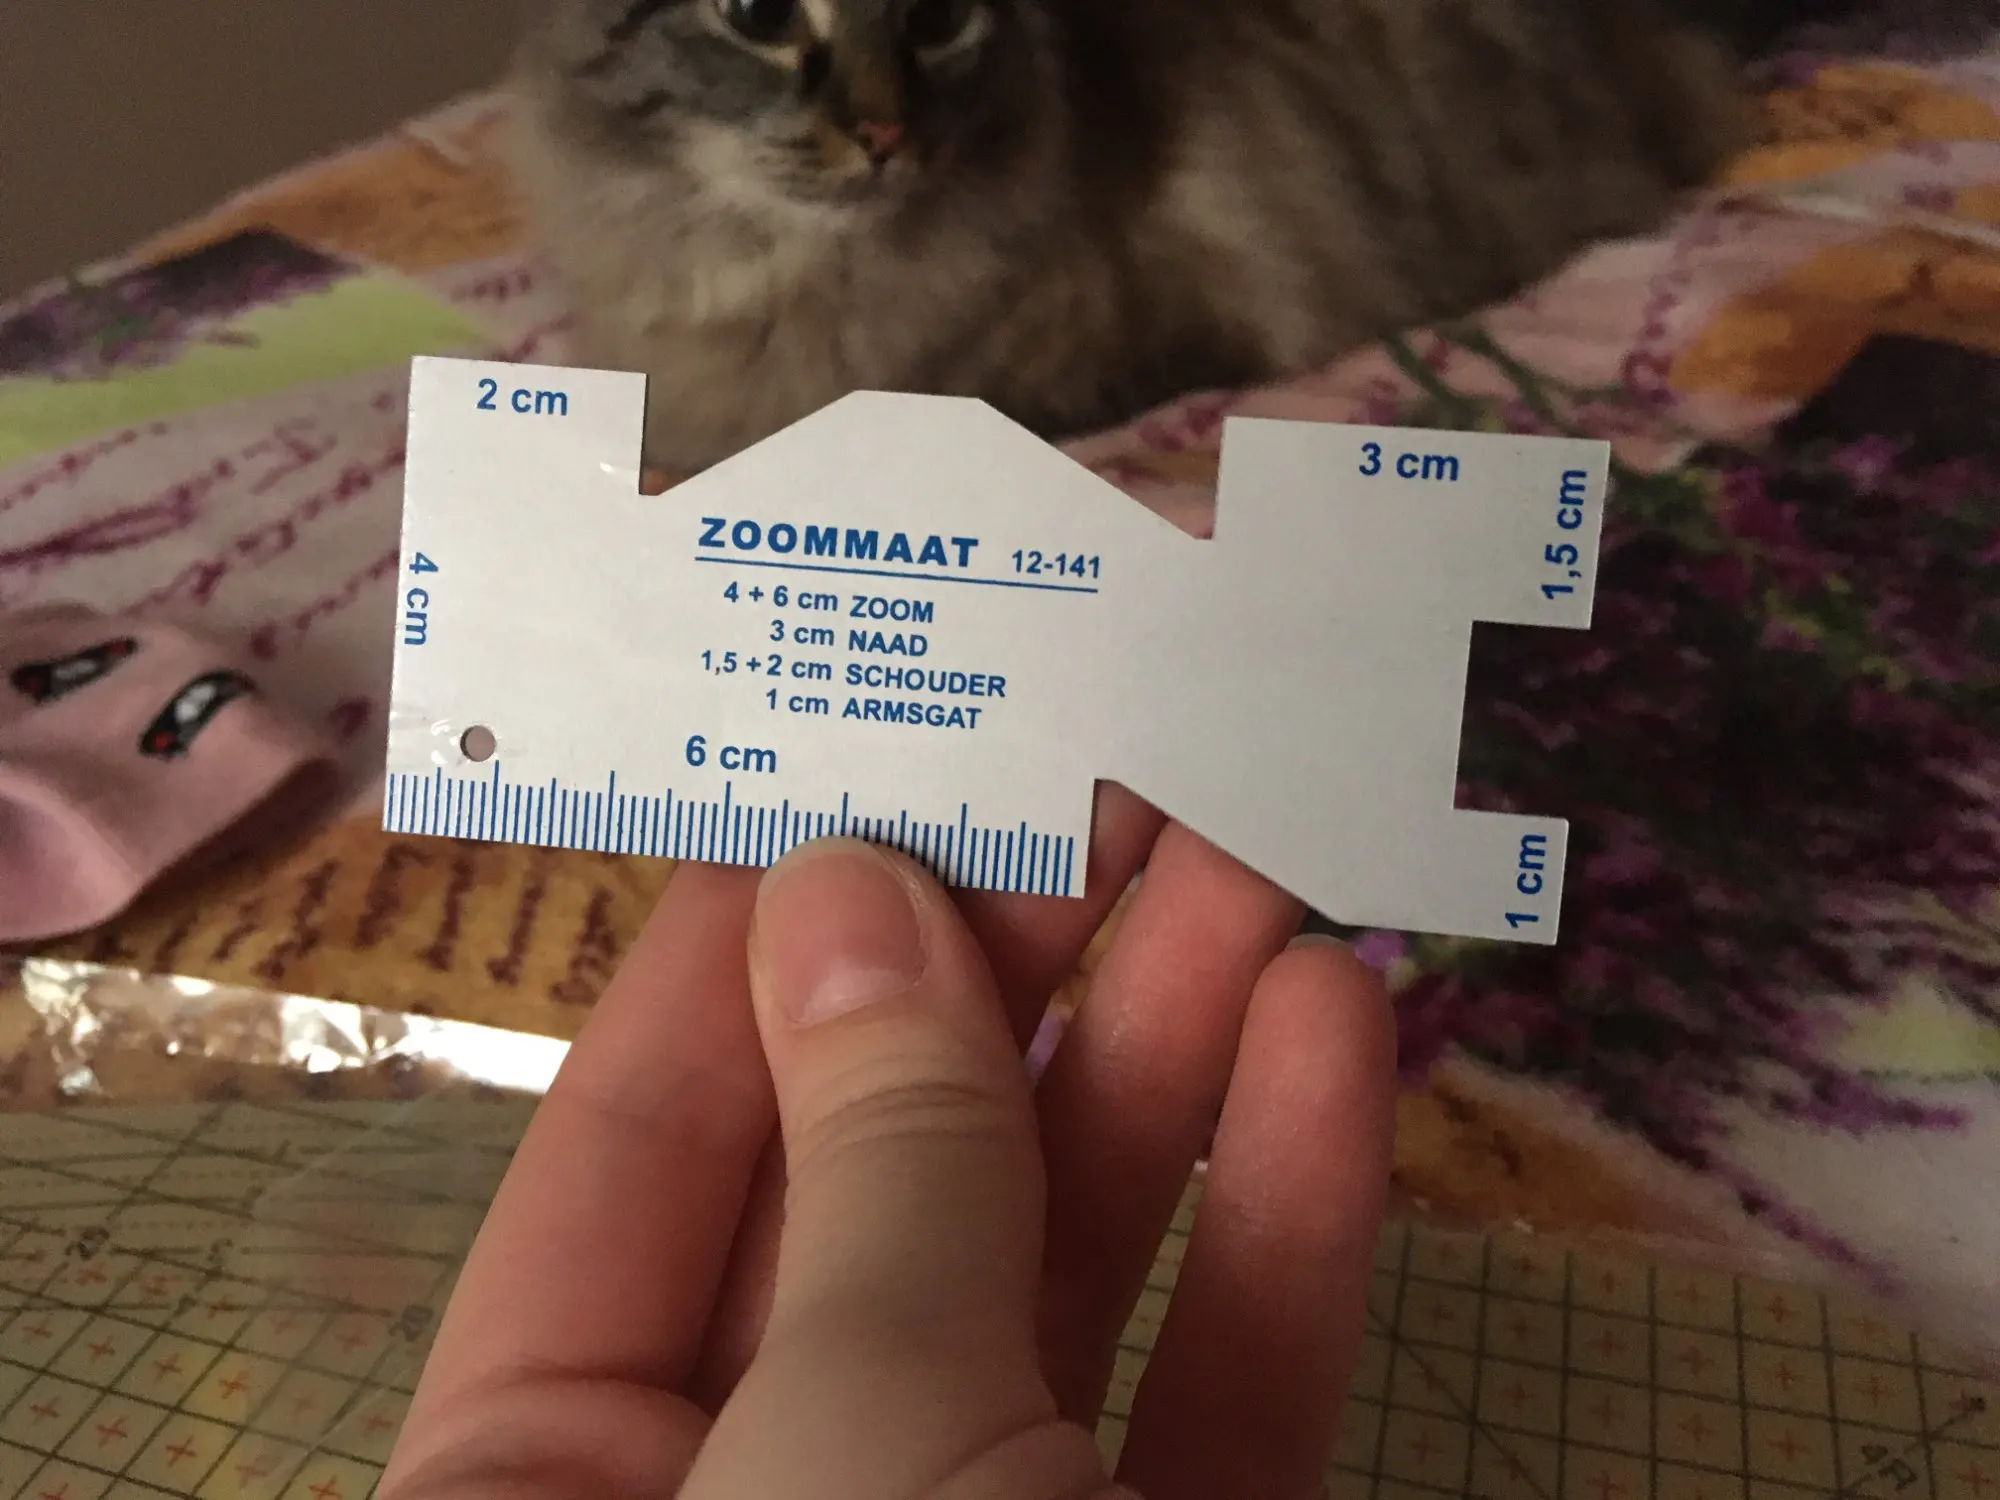 2 cm
3 cm
1,5 cm
4 cm
ZOOMMAAT 12-141
4 + 6 cm ZOOM
3 cm NAAD
1,5 + 2 cm SCHOUDER
1 cm ARMSGAT
6 cm
1 cm